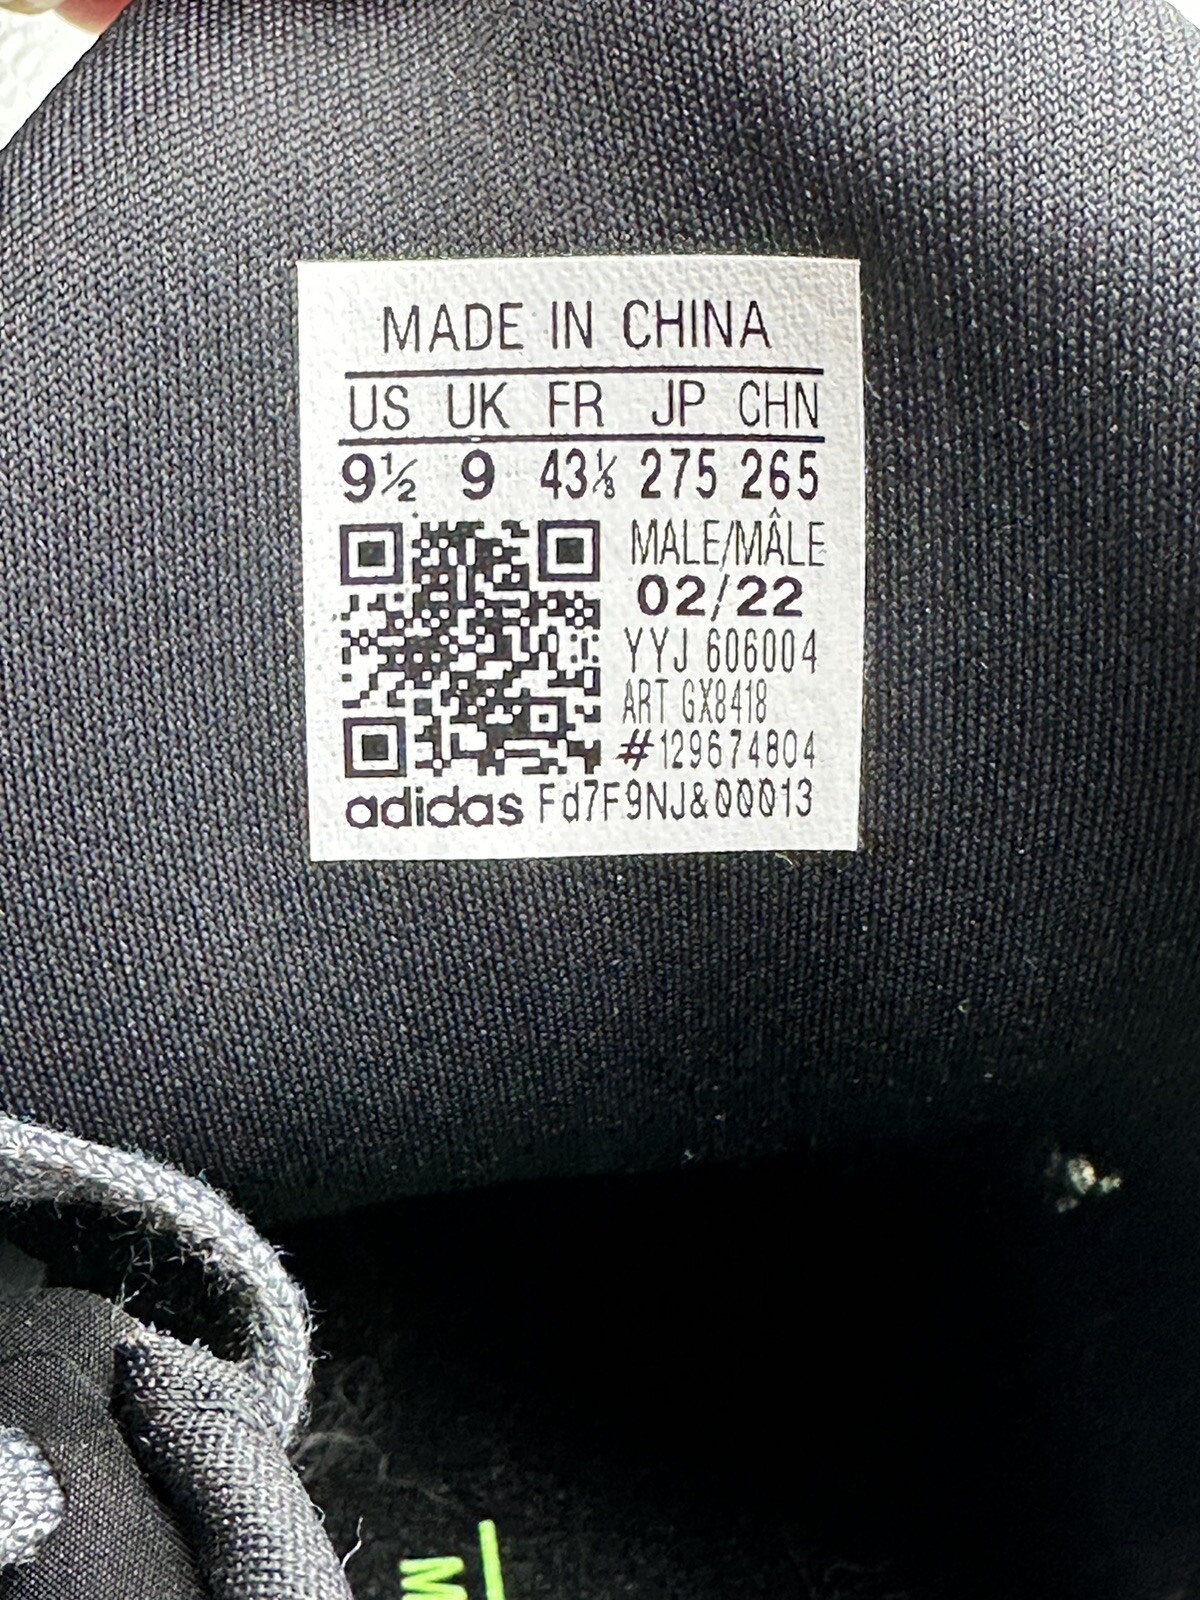 MADE IN CHINA
US UK FR JP CHN
9½ 9 43⅓ 275 265
MALE/MÂLE
02/22
YYJ 606004
ART GX8418
#129674804
adidas Fd7F9NJ&00013
M